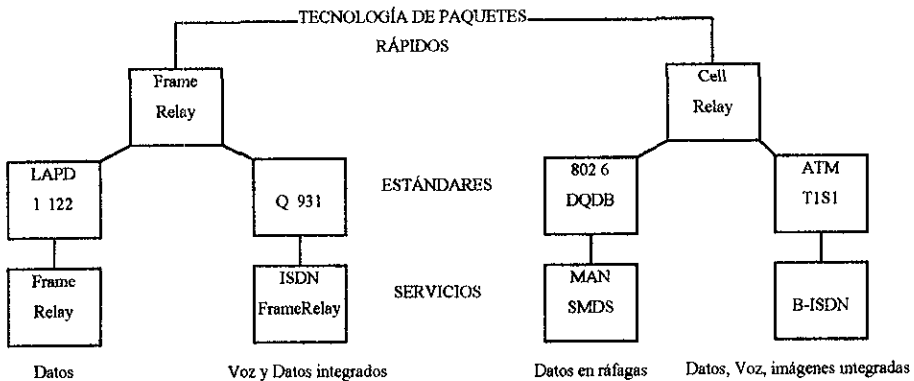 TECNOLOGÍA DE PAQUETES
RÁPIDOS
Frame
Relay
Cell
Relay
LAPD
1 122
Q 931
ESTÁNDARES
802 6
DQDB
ATM
T1S1
Frame
Relay
ISDN
FrameRelay
SERVICIOS
MAN
SMDS
B-ISDN
Datos
Voz y Datos integrados
Datos en ráfagas
Datos, Voz, imágenes integradas